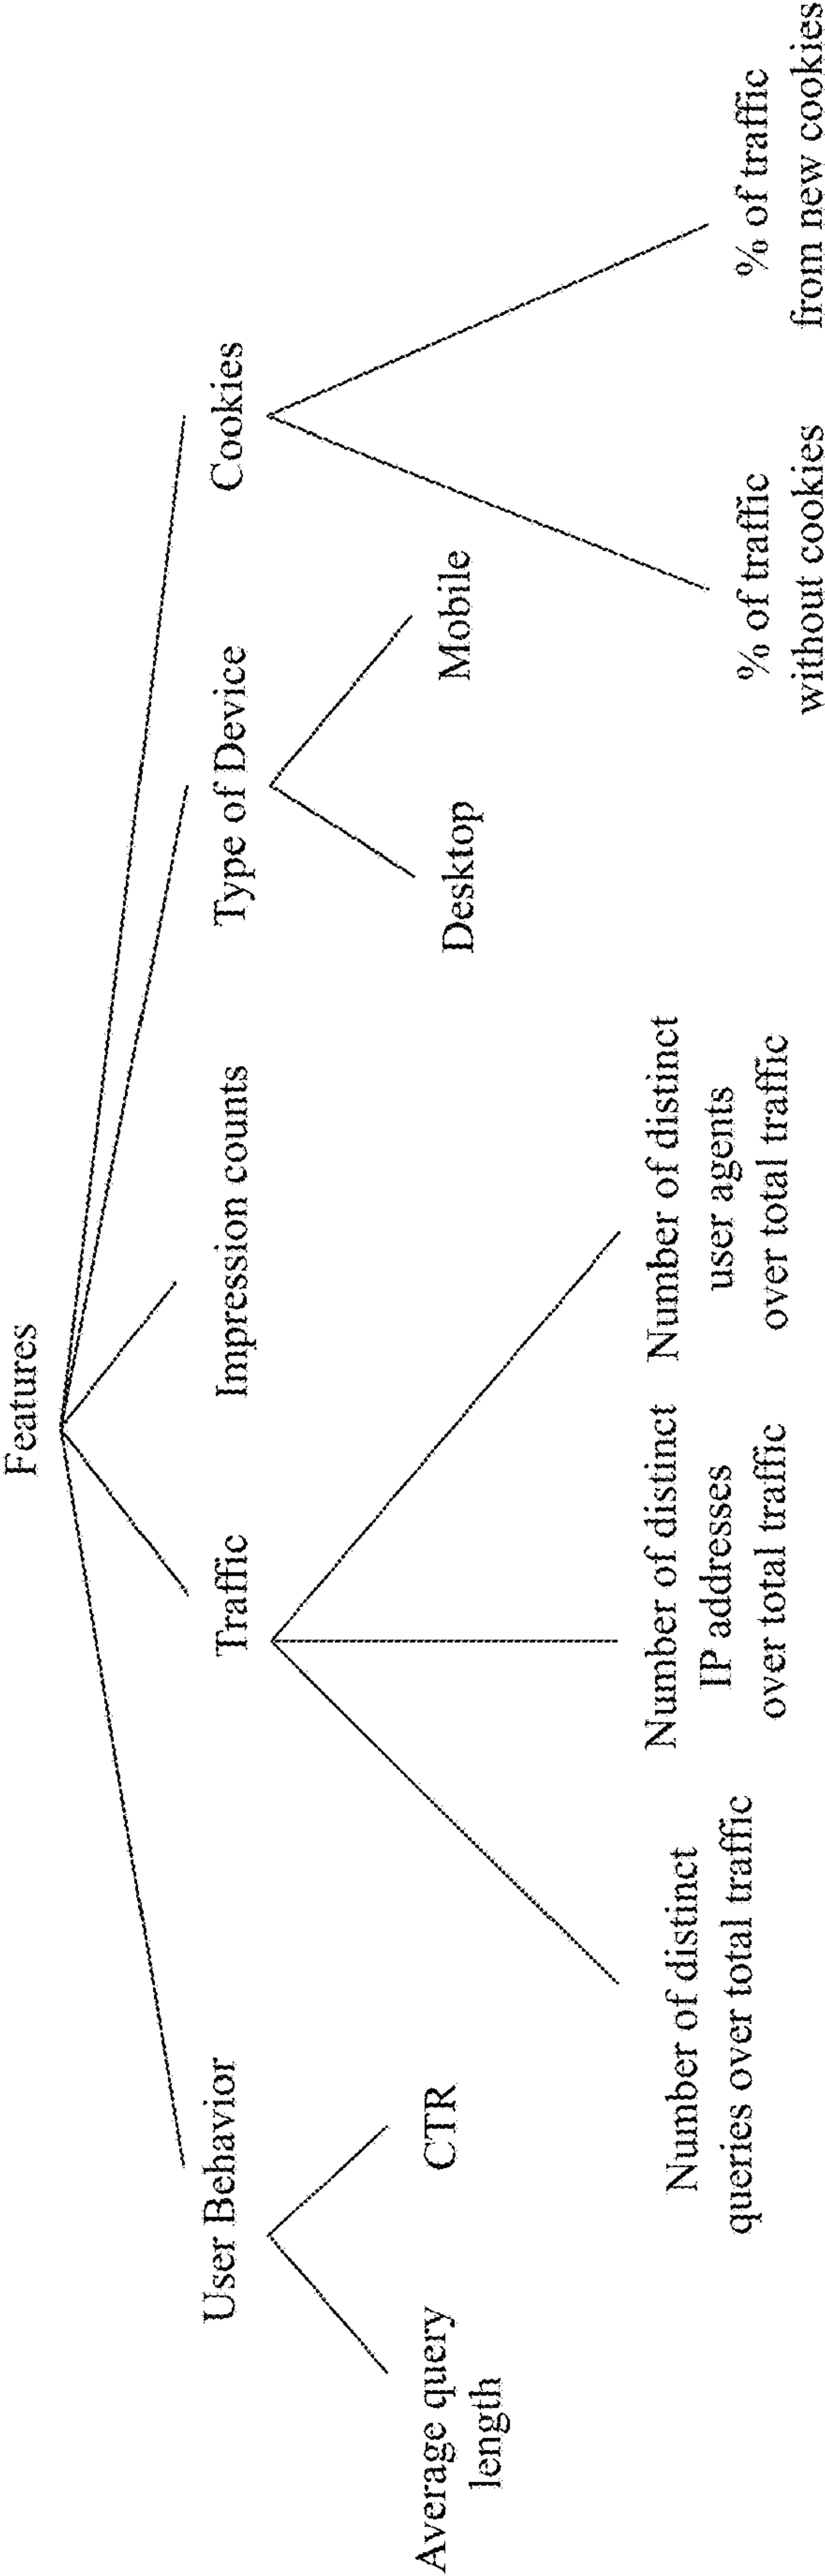 Features
User Behavior
Traffic
Impression counts
Type of Device
Cookies
Average query
length
CTR
Number of distinct
queries over total traffic
Number of distinct
IP addresses
over total traffic
Number of distinct
user agents
over total traffic
Desktop
Mobile
% of traffic
without cookies
% of traffic
from new cookies